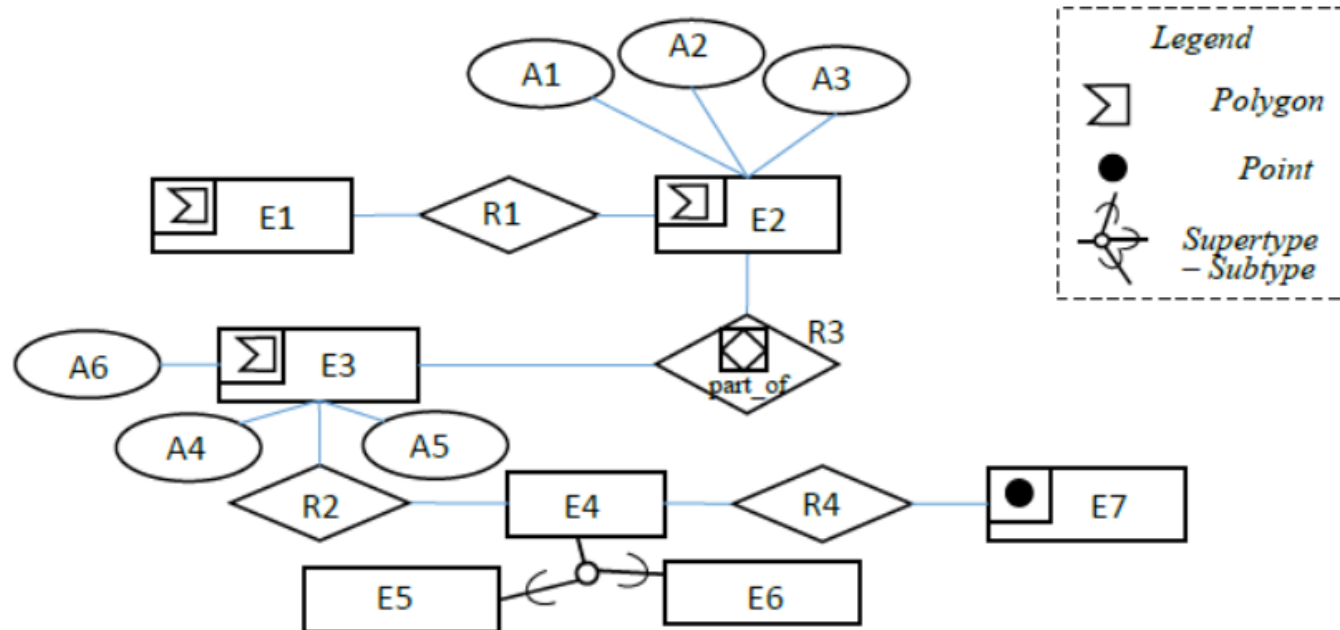 A1
A2
A3
Legend
Polygon
Point
Supertype
– Subtype
E1
R1
E2
A6
E3
R3
part_of
A4
A5
R2
E4
R4
E7
E5
E6